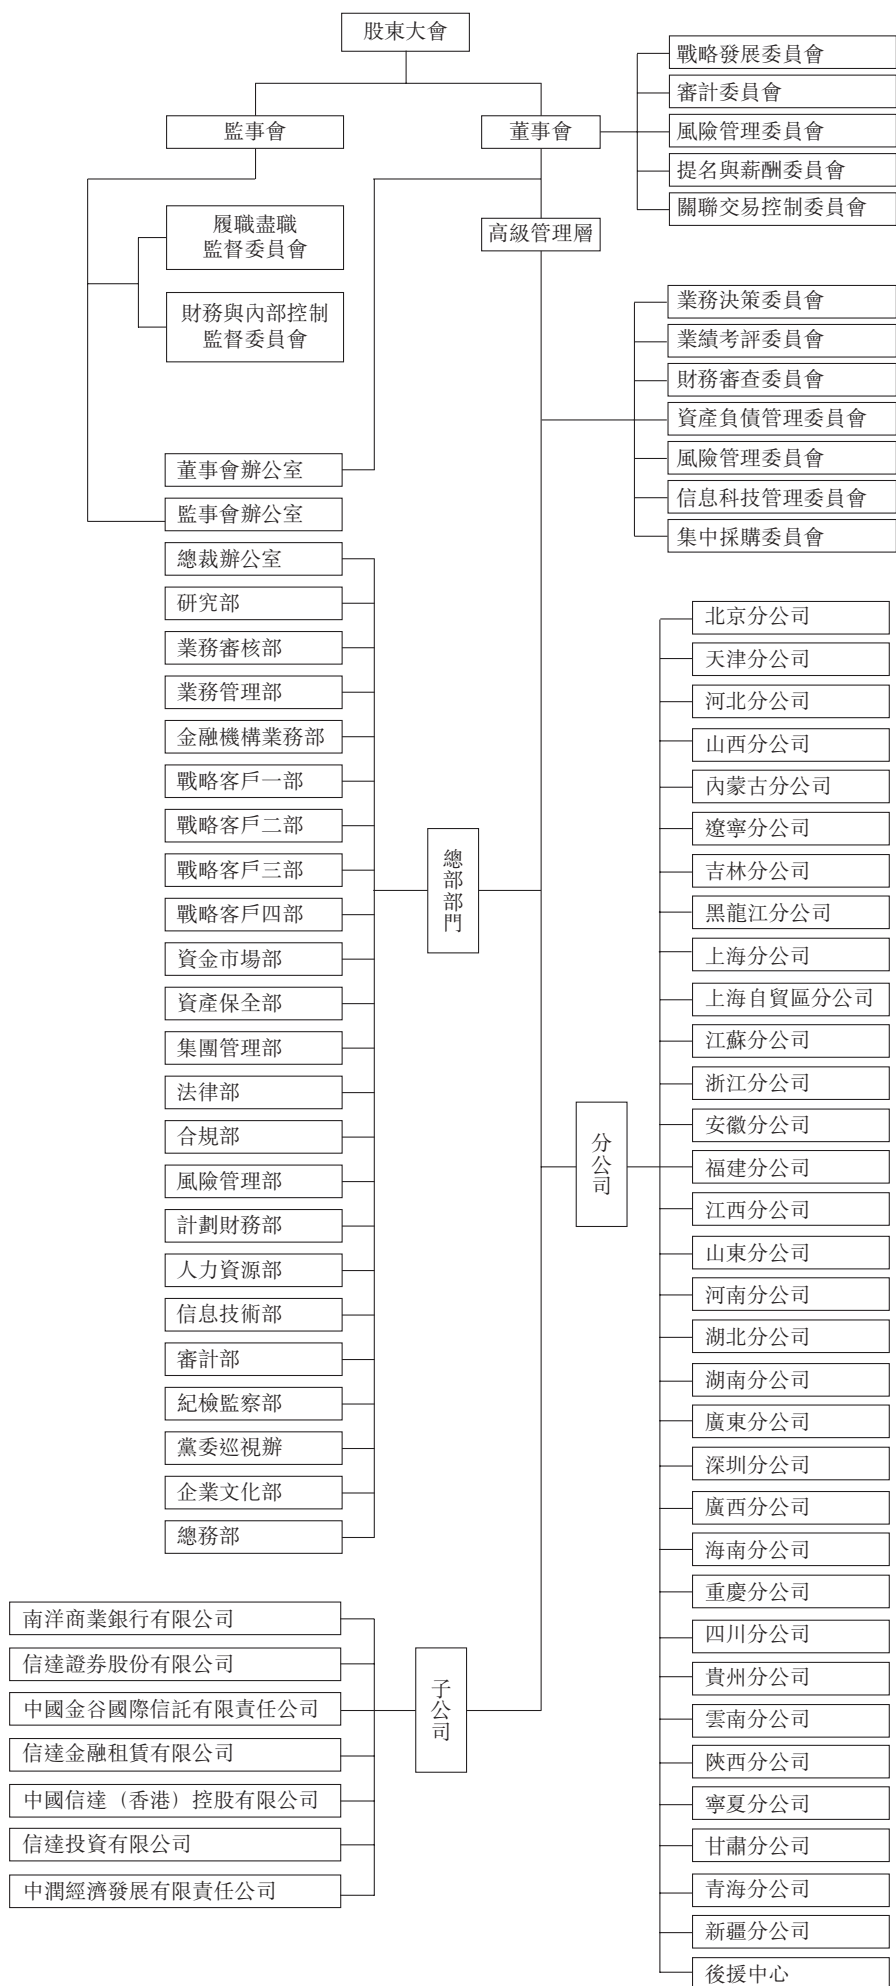 股東大會
監事會
董事會
戰略發展委員會
審計委員會
風險管理委員會
提名與薪酬委員會
關聯交易控制委員會
高級管理層
履職盡職
監督委員會
財務與內部控制
監督委員會
業務決策委員會
業績考評委員會
財務審查委員會
資產負債管理委員會
風險管理委員會
信息科技管理委員會
集中採購委員會
董事會辦公室
監事會辦公室
總裁辦公室
研究部
業務審核部
業務管理部
金融機構業務部
戰略客戶一部
戰略客戶二部
戰略客戶三部
戰略客戶四部
資金市場部
資產保全部
集團管理部
法律部
合規部
風險管理部
計劃財務部
人力資源部
信息技術部
審計部
紀檢監察部
黨委巡視辦
企業文化部
總務部
總部部門
分公司
北京分公司
天津分公司
河北分公司
山西分公司
內蒙古分公司
遼寧分公司
吉林分公司
黑龍江分公司
上海分公司
上海自貿區分公司
江蘇分公司
浙江分公司
安徽分公司
福建分公司
江西分公司
山東分公司
河南分公司
湖北分公司
湖南分公司
廣東分公司
深圳分公司
廣西分公司
海南分公司
重慶分公司
四川分公司
貴州分公司
雲南分公司
陝西分公司
寧夏分公司
甘肅分公司
青海分公司
新疆分公司
後援中心
子公司
南洋商業銀行有限公司
信達證券股份有限公司
中國金谷國際信託有限責任公司
信達金融租賃有限公司
中國信達（香港）控股有限公司
信達投資有限公司
中潤經濟發展有限責任公司